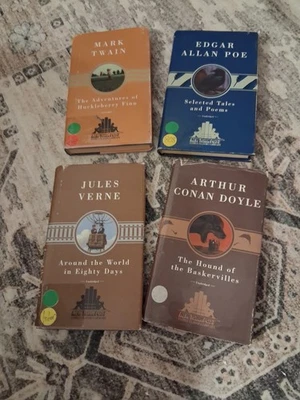 MARK
TWAIN
The Adventures of
Huckleberry Finn
EDGAR
ALLAN POE
Selected Tales
and Poems
JULES
VERNE
Around the World
in Eighty Days
ARTHUR
CONAN DOYLE
The Hound of
the Baskervilles